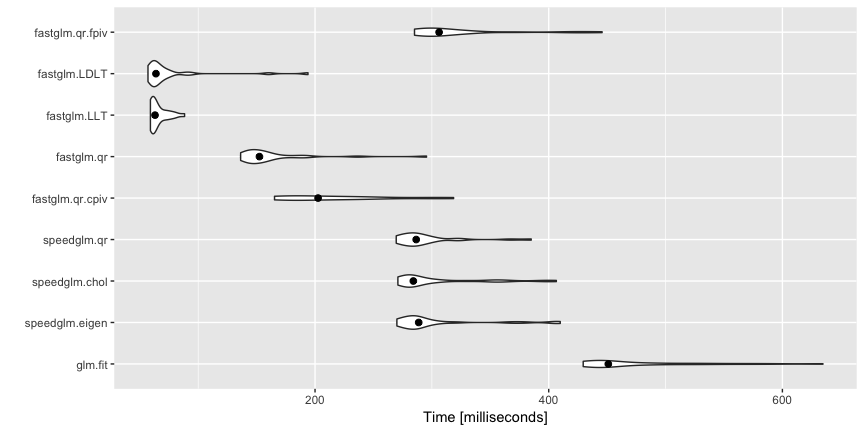 fastglm.qr.fpiv
fastglm.LDLT
fastglm.LLT
fastglm.qr
fastglm.qr.cpiv
speedglm.qr
speedglm.chol
speedglm.eigen
glm.fit
200 400 600
Time [milliseconds]